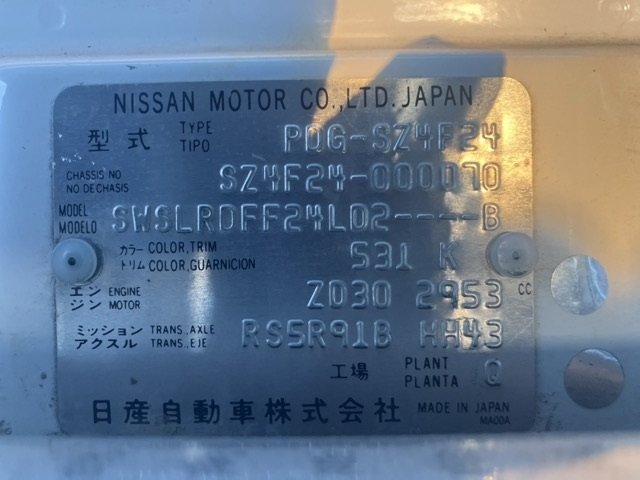 NISSAN MOTOR CO.,LTD. JAPAN
型式 TYPE TIPO PDG-SZ4F24
CHASSIS NO NO.DE CHASIS SZ4F24-000070
MODEL MODELO SWSLRDFF24LD2----B
カラー COLOR,TRIM トリム COLOR,GUARNICION 531 K
エンジン ENGINE MOTOR ZD30 2953 CC
ミッション TRANS.,AXLE アクスル TRANS.,EJE RS5R91B HH43
工場 PLANT PLANTA Q
日産自動車株式会社 MADE IN JAPAN
MA00A